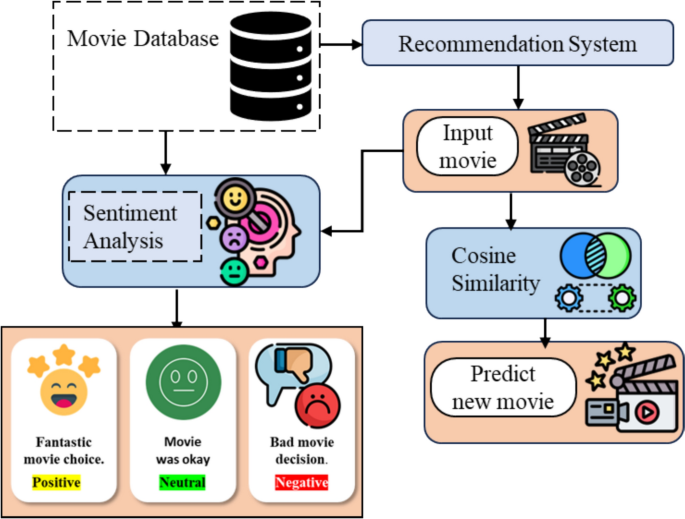 Movie Database
Recommendation System
Input
movie
Sentiment
Analysis
Cosine
Similarity
Predict
new movie
Fantastic
movie choice.
Positive
Movie
was okay
Neutral
Bad movie
decision.
Negative